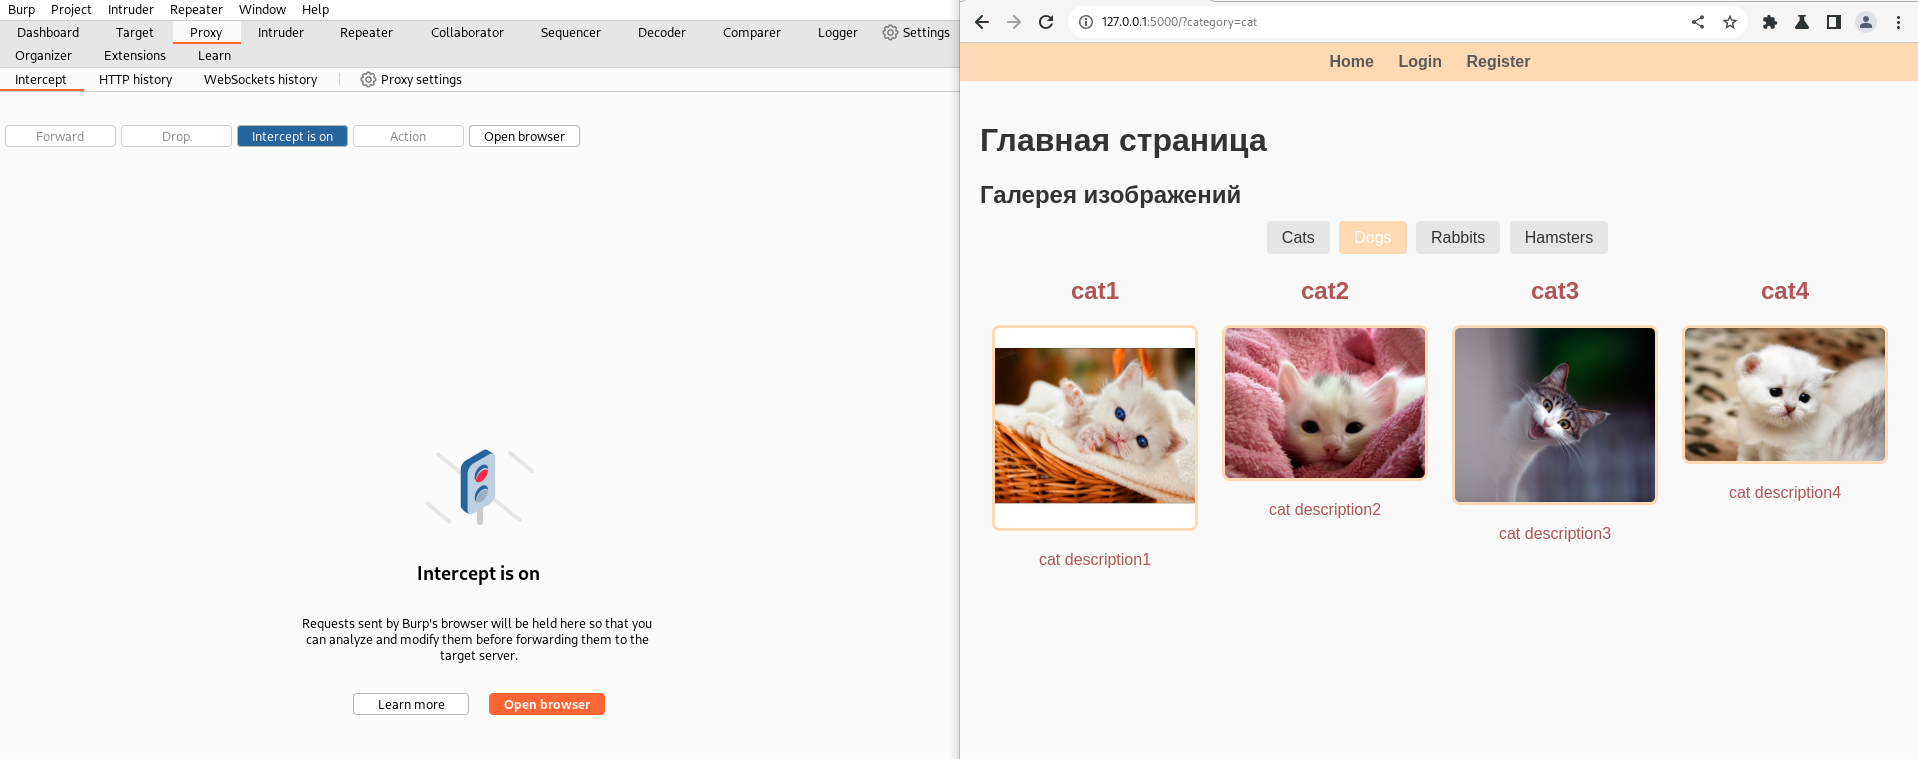 Burp Project Intruder Repeater Window Help
Dashboard Target Proxy Intruder Repeater Collaborator Sequencer Decoder Comparer Logger Settings
Organizer Extensions Learn
Intercept HTTP history WebSockets history Proxy settings
Forward Drop Intercept is on Action Open browser
Intercept is on
Requests sent by Burp's browser will be held here so that you
can analyze and modify them before forwarding them to the
target server.
Learn more Open browser
127.0.0.1:5000/?category=cat
Home Login Register
Главная страница
Галерея изображений
Cats Dogs Rabbits Hamsters
cat1 cat2 cat3 cat4
cat description4
cat description2
cat description3
cat description1